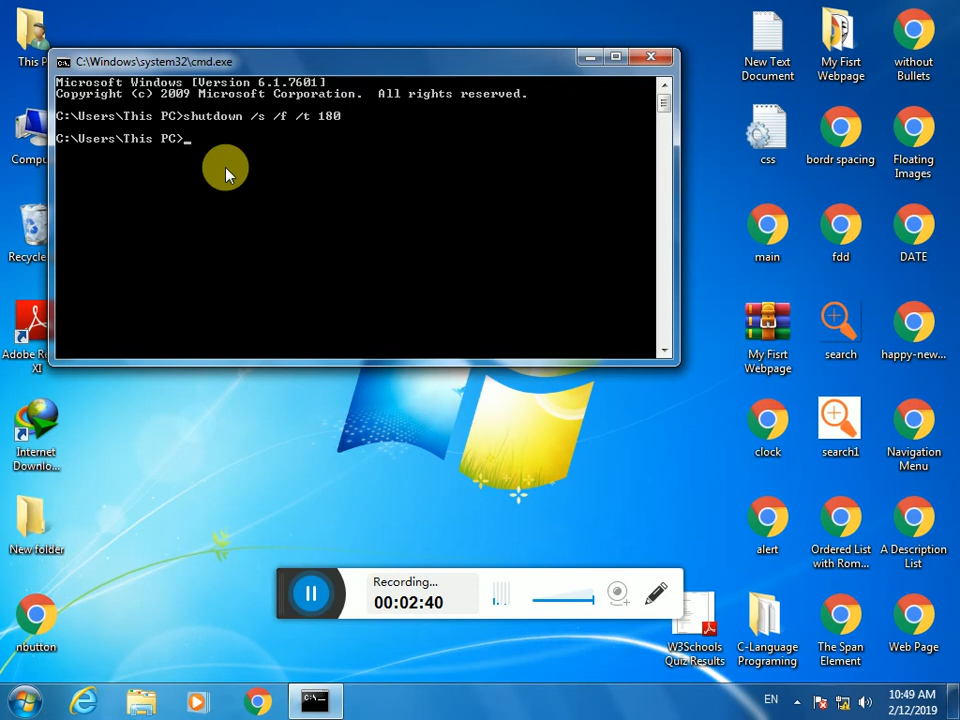 This P
C:\Windows\system32\cmd.exe
Microsoft Windows [Version 6.1.7601]
Copyright (c) 2009 Microsoft Corporation.  All rights reserved.
C:\Users\This PC>shutdown /s /f /t 180
C:\Users\This PC>_
Compu
Recycle
Adobe R
XI
Internet
Downlo...
New folder
nbutton
New Text
Document
My Fisrt
Webpage
without
Bullets
css
bordr spacing
Floating
Images
main
fdd
DATE
My Fisrt
Webpage
search
happy-new...
clock
search1
Navigation
Menu
alert
Ordered List
with Rom...
A Description
List
Recording...
00:02:40
W3Schools
Quiz Results
C-Language
Programing
The Span
Element
Web Page
C:\
EN
10:49 AM
2/12/2019